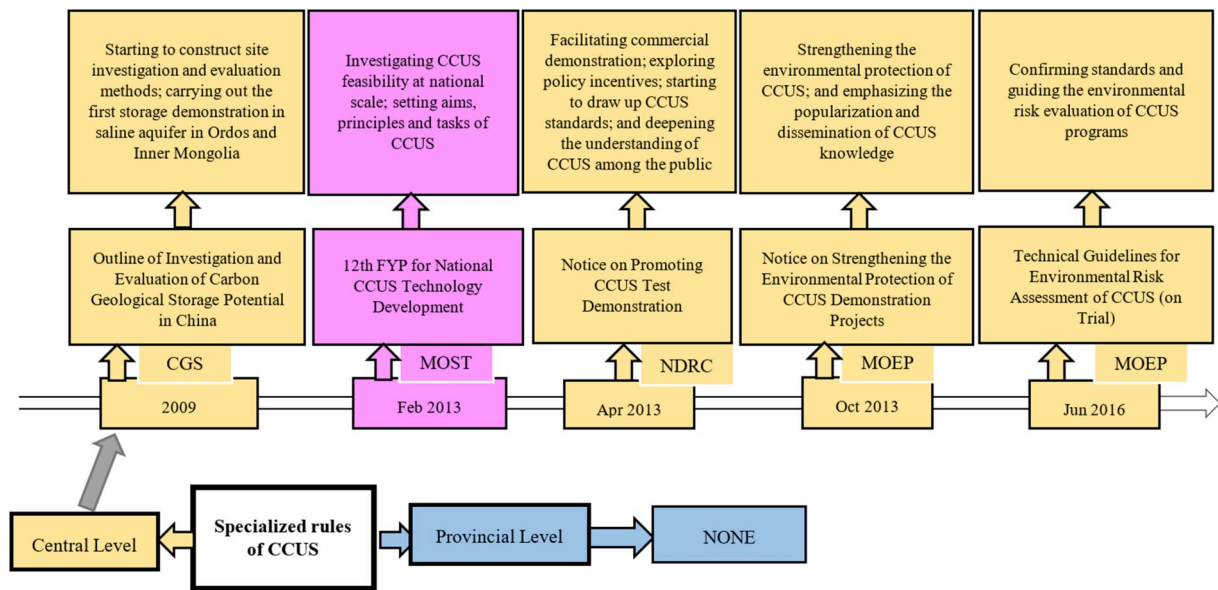 Starting to construct site
investigation and evaluation
methods; carrying out the
first storage demonstration in
saline aquifer in Ordos and
Inner Mongolia
Investigating CCUS
feasibility at national
scale; setting aims,
principles and tasks of
CCUS
Facilitating commercial
demonstration; exploring
policy incentives; starting
to draw up CCUS
standards; and deepening
the understanding of
CCUS among the public
Strengthening the
environmental protection of
CCUS; and emphasizing the
popularization and
dissemination of CCUS
knowledge
Confirming standards and
guiding the environmental
risk evaluation of CCUS
programs
Outline of Investigation and
Evaluation of Carbon
Geological Storage Potential
in China
12th FYP for National
CCUS Technology
Development
Notice on Promoting
CCUS Test
Demonstration
Notice on Strengthening the
Environmental Protection of
CCUS Demonstration
Projects
Technical Guidelines for
Environmental Risk
Assessment of CCUS (on
Trial)
CGS
MOST
NDRC
MOEP
MOEP
2009
Feb 2013
Apr 2013
Oct 2013
Jun 2016
Central Level
Specialized rules
of CCUS
Provincial Level
NONE